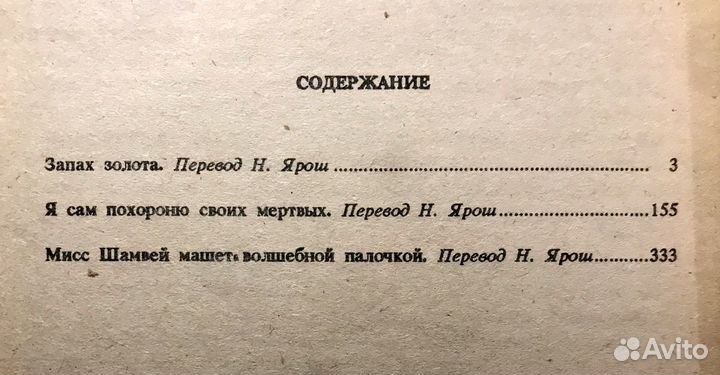 СОДЕРЖАНИЕ
Запах золота. Перевод Н. Ярош ........................................ 3
Я сам похороню своих мертвых. Перевод Н. Ярош ................... 155
Мисс Шамвей машет волшебной палочкой. Перевод Н. Ярош ........... 333
Avito